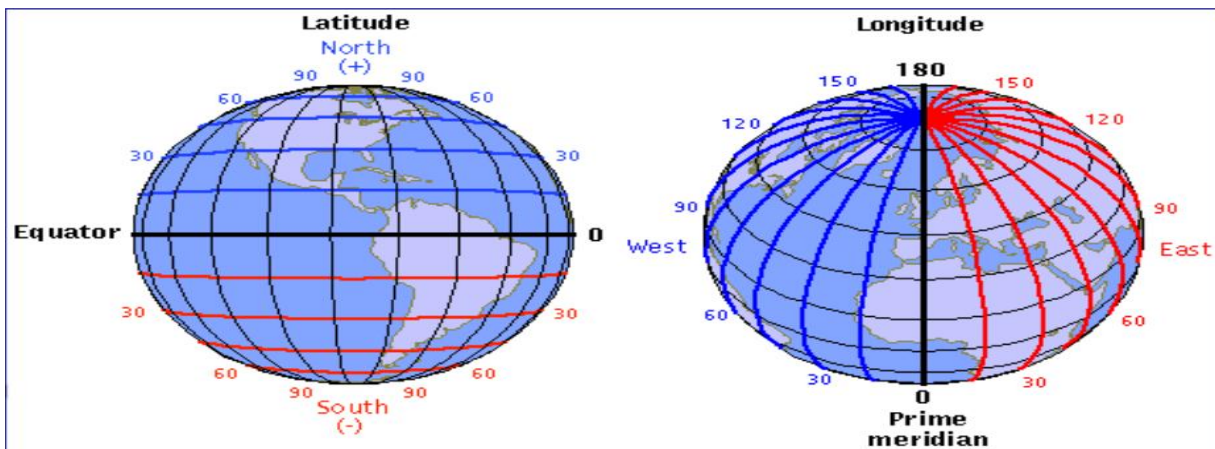 Latitude
North
(+)
90 90
60 60
30 30
Equator 0
30 30
60 60
90 90
South
(-)
Longitude
180
150 150
120 120
90 90
West East
60 60
30 30
0
Prime
meridian